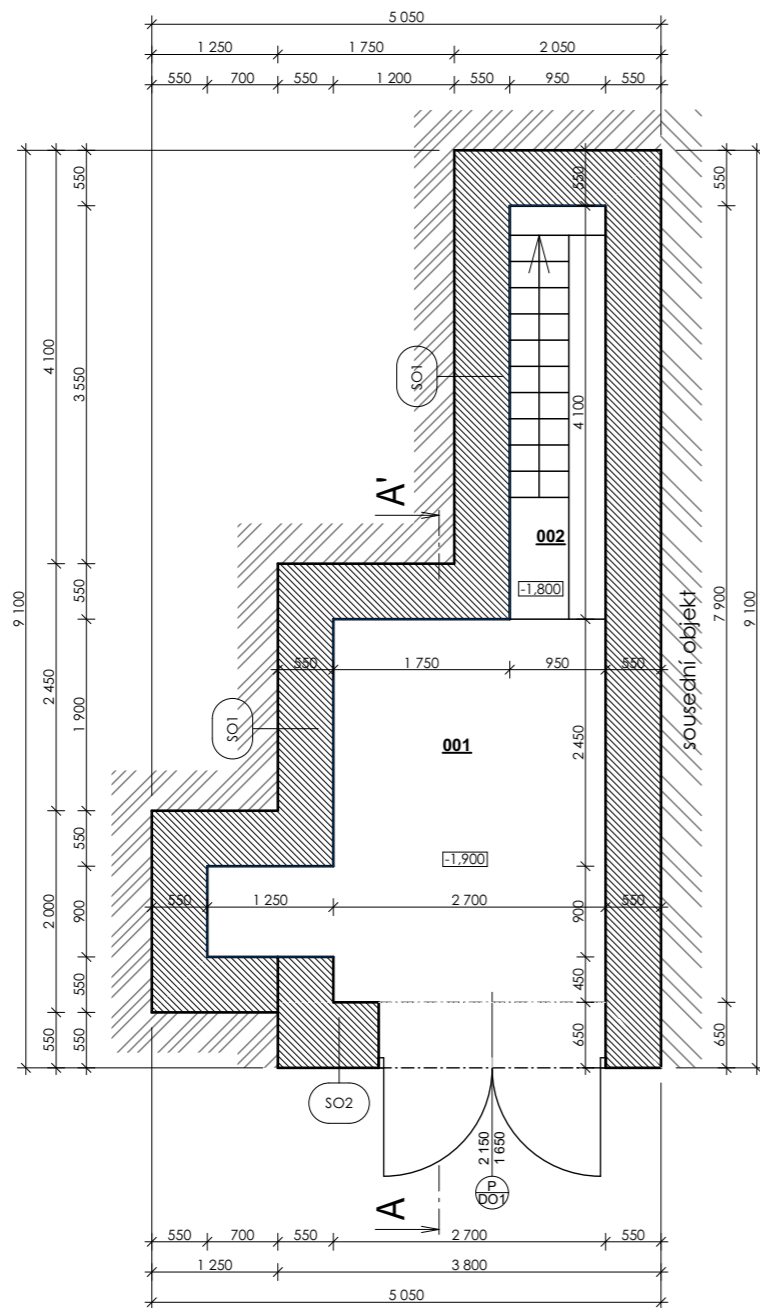 5 050
1 250 1 750 2 050
550 700 550 1 200 550 950 550
550
550
550
4 100
3 550
SO1
4 100
A'
002
-1,800
9 100
550
7 900
9 100
sousední objekt
550 1 750 950 550
2 450
1 900
SO1
2 450
001
-1,900
550
550 1 250 2 700 550
2 000
900
900
550
450
550
550
650
650
SO2
2 150
1 650
P
DO1
A
550 700 550 2 700 550
1 250 3 800
5 050